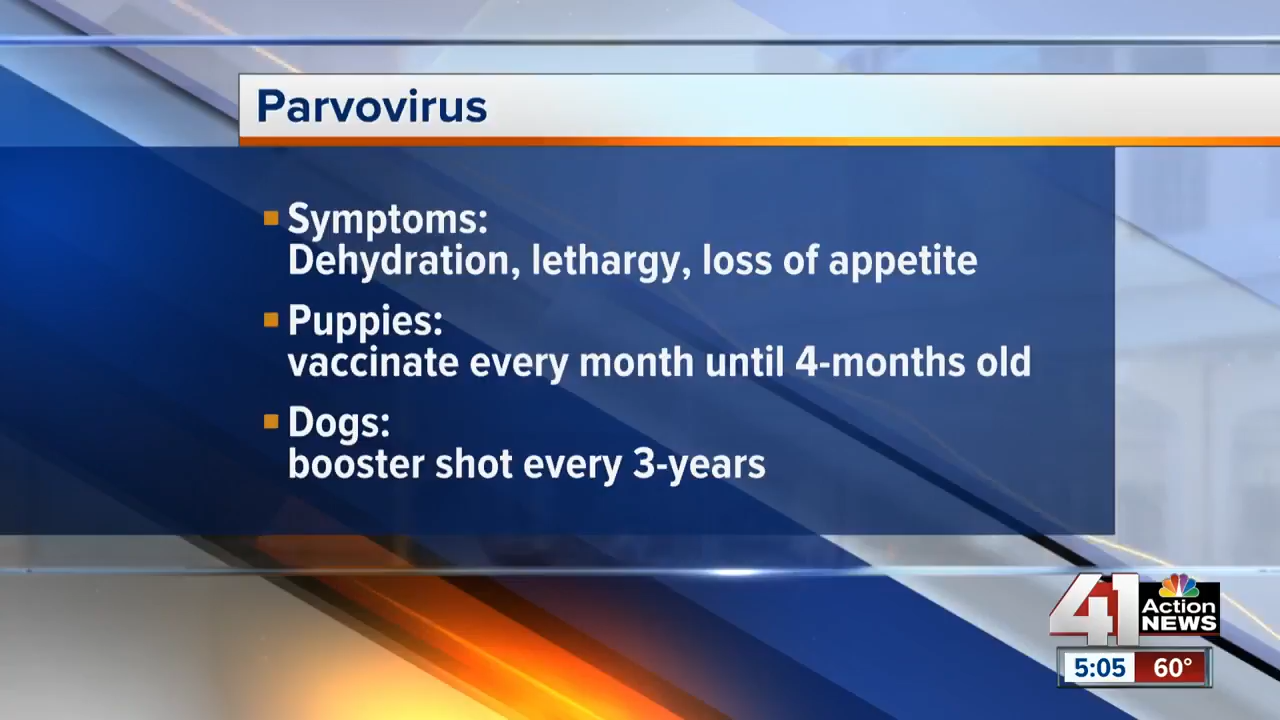 Parvovirus
Symptoms:
Dehydration, lethargy, loss of appetite
Puppies:
vaccinate every month until 4-months old
Dogs:
booster shot every 3-years
41
Action
NEWS
5:05 60°